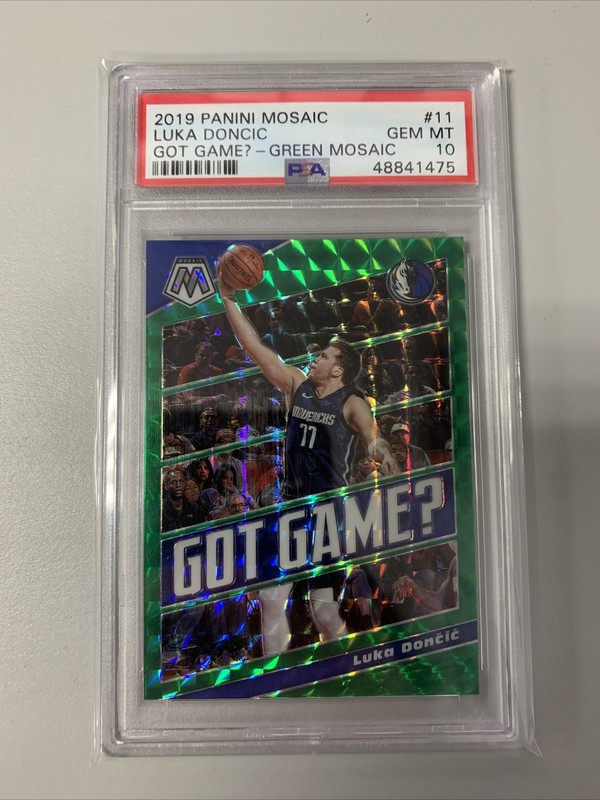 2019 PANINI MOSAIC #11
LUKA DONCIC GEM MT
GOT GAME? – GREEN MOSAIC 10
PSA 48841475
MOSAIC
M
MAVERICKS
77
GOT GAME?
Luka Dončić